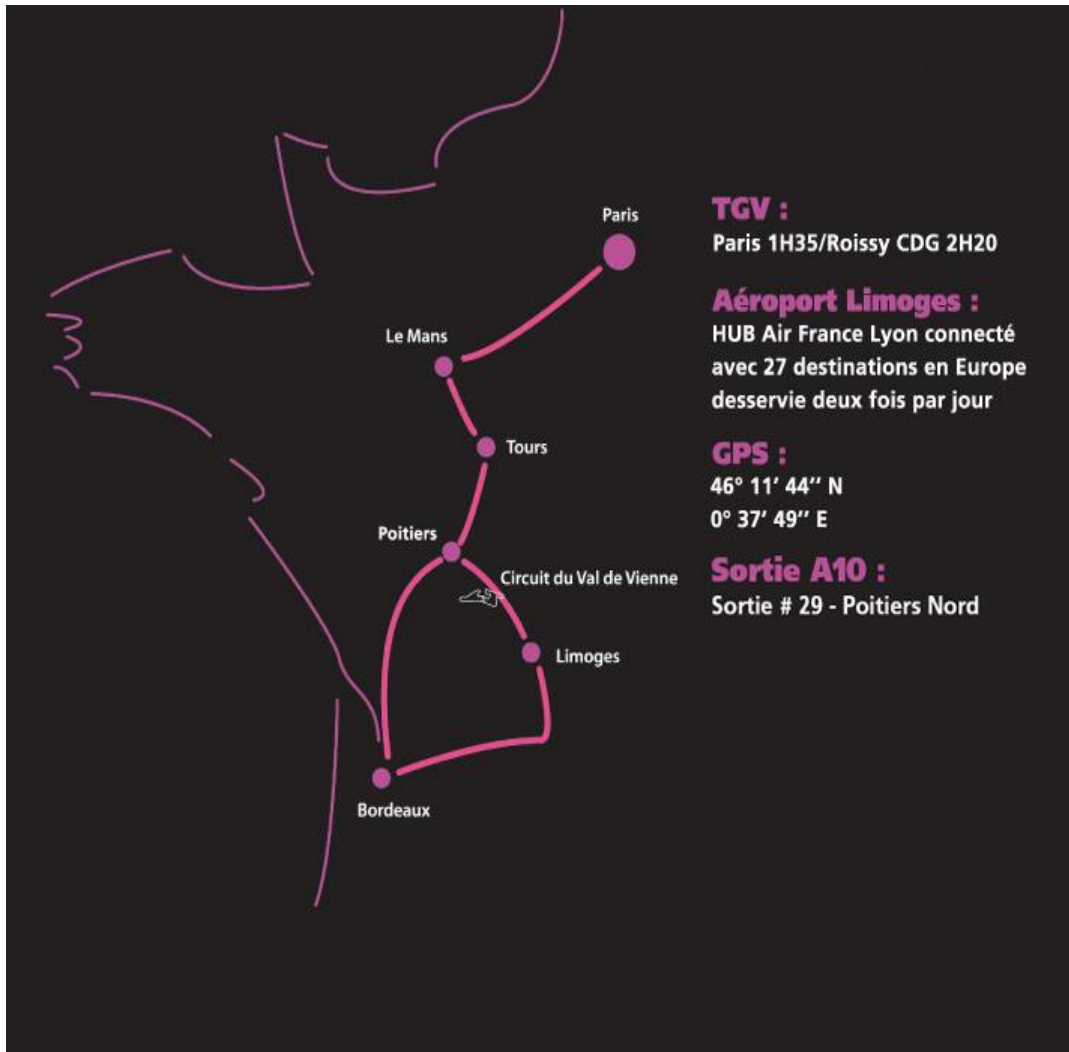 Paris
Le Mans
Tours
Poitiers
Circuit du Val de Vienne
Limoges
Bordeaux
TGV :
Paris 1H35/Roissy CDG 2H20
Aéroport Limoges :
HUB Air France Lyon connecté
avec 27 destinations en Europe
desservie deux fois par jour
GPS :
46° 11' 44'' N
0° 37' 49'' E
Sortie A10 :
Sortie # 29 - Poitiers Nord